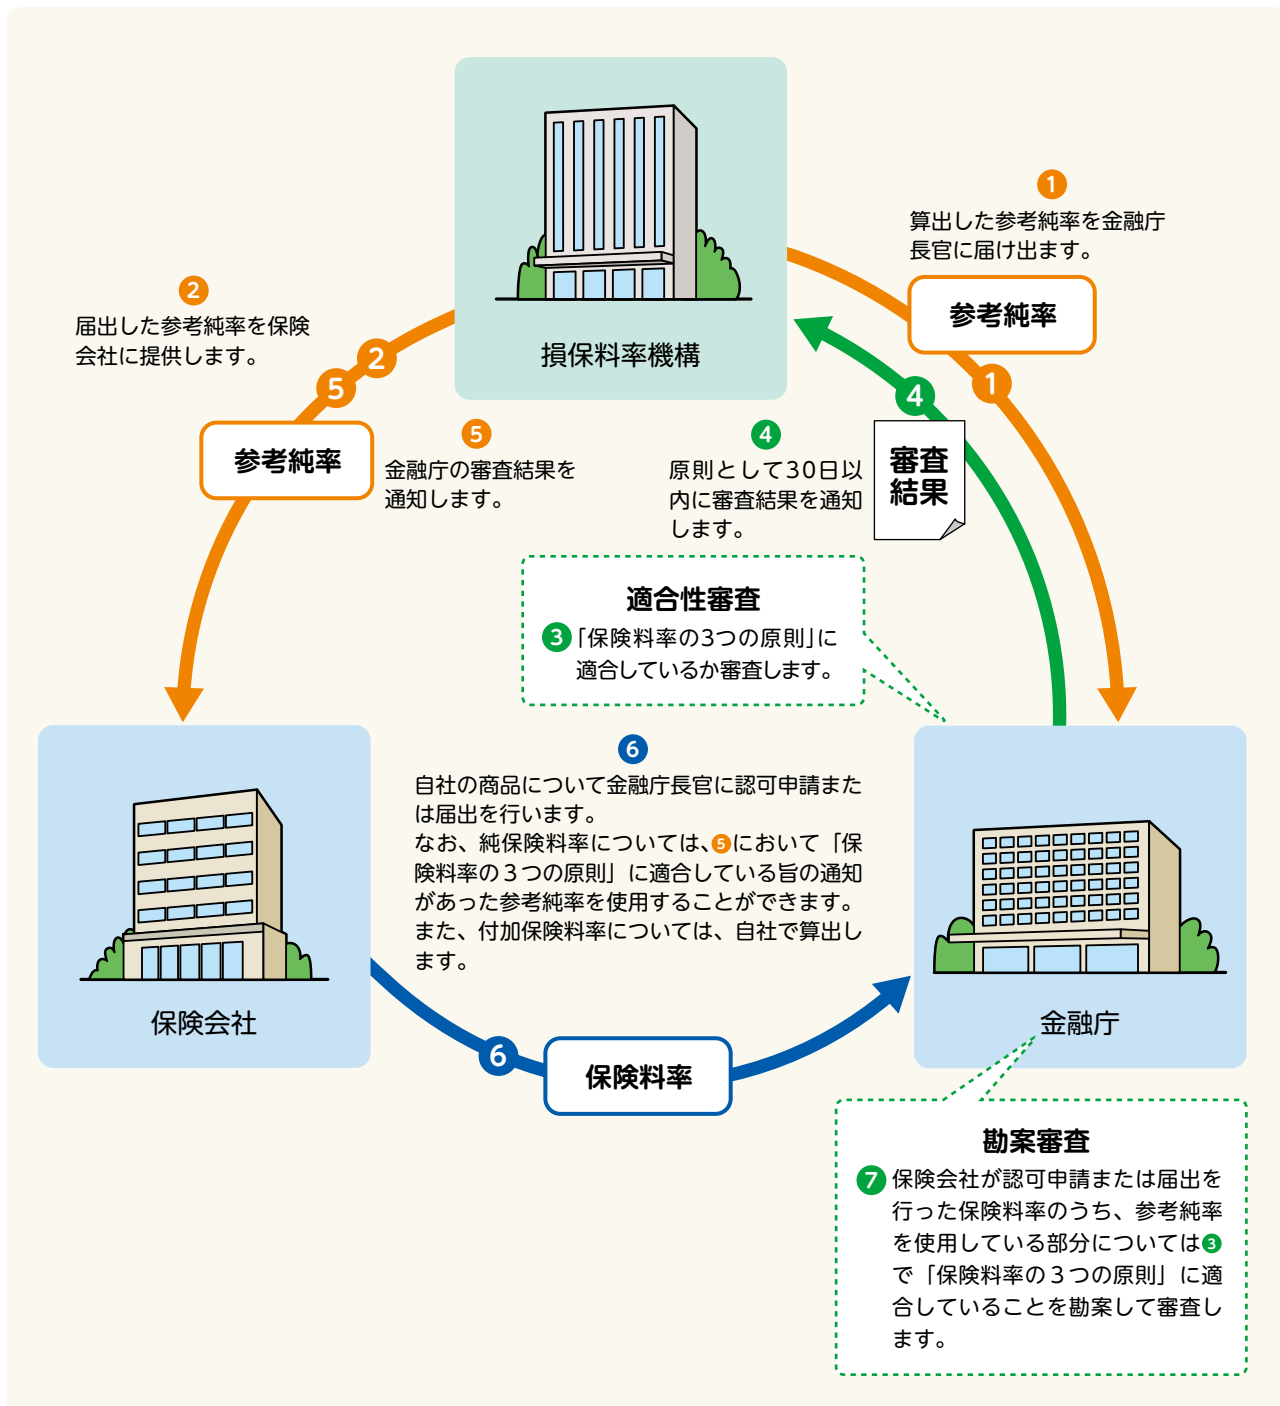 損保料率機構
1
算出した参考純率を金融庁
長官に届け出ます。
参考純率
1
2
届出した参考純率を保険
会社に提供します。
2
5
参考純率
5
金融庁の審査結果を
通知します。
4
4
原則として30日以
内に審査結果を通知
します。
審査
結果
適合性審査
3 「保険料率の3つの原則」に
適合しているか審査します。
保険会社
6
自社の商品について金融庁長官に認可申請また
は届出を行います。
なお、純保険料率については、5において「保
険料率の３つの原則」に適合している旨の通知
があった参考純率を使用することができます。
また、付加保険料率については、自社で算出し
ます。
金融庁
6
保険料率
勘案審査
7 保険会社が認可申請または届出を
行った保険料率のうち、参考純率
を使用している部分については3
で「保険料率の３つの原則」に適
合していることを勘案して審査し
ます。